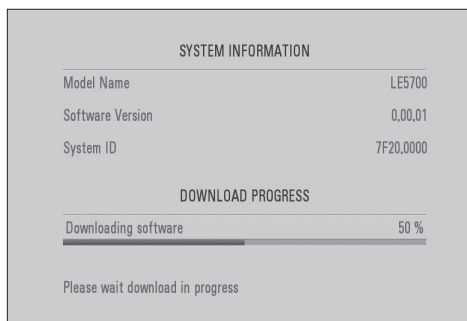 SYSTEM INFORMATION
Model Name LE5700
Software Version 0,00,01
System ID 7F20,0000
DOWNLOAD PROGRESS
Downloading software 50 %
Please wait download in progress